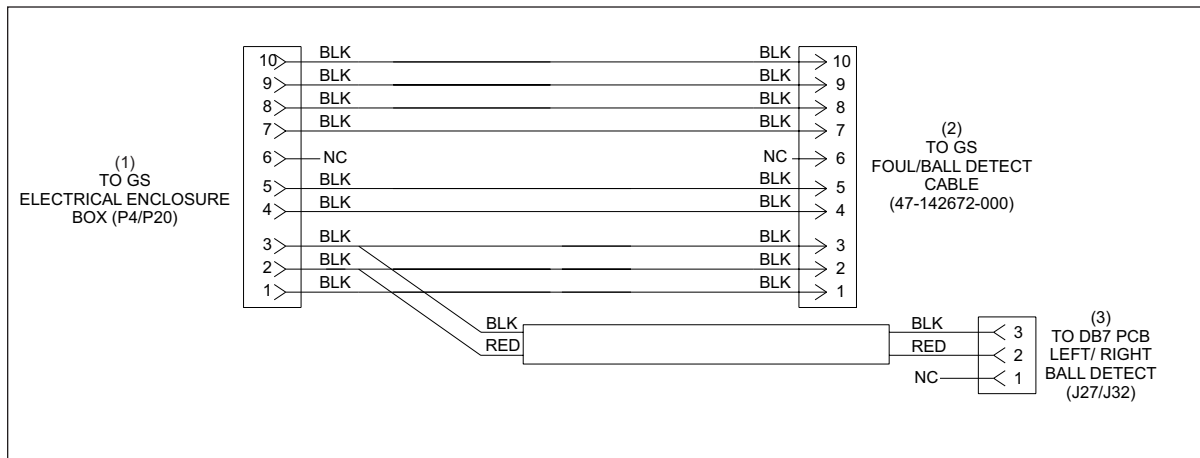 (1)
TO GS
ELECTRICAL ENCLOSURE
BOX (P4/P20)
10 BLK BLK 10
9 BLK BLK 9
8 BLK BLK 8
7 BLK BLK 7
6 NC NC 6
5 BLK BLK 5
4 BLK BLK 4
3 BLK BLK 3
2 BLK BLK 2
1 BLK BLK 1
(2)
TO GS
FOUL/BALL DETECT
CABLE
(47-142672-000)
BLK BLK 3
RED RED 2
NC 1
(3)
TO DB7 PCB
LEFT/ RIGHT
BALL DETECT
(J27/J32)